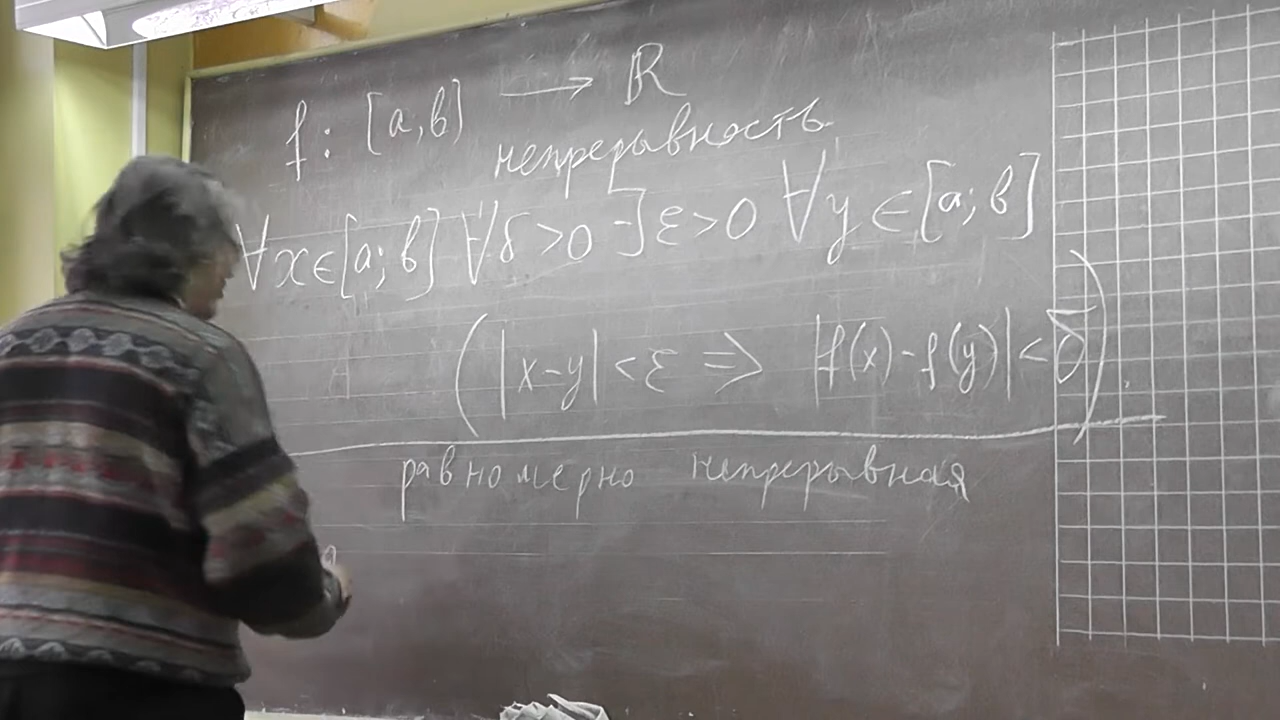 f : [a,b] ⟶ ℝ
непрерывность
∀x∈[a;b] ∀δ>0 ∃ε>0 ∀y∈[a;b]
(|x-y|<ε ⇒ |f(x)-f(y)|<δ).
равномерно непрерывная